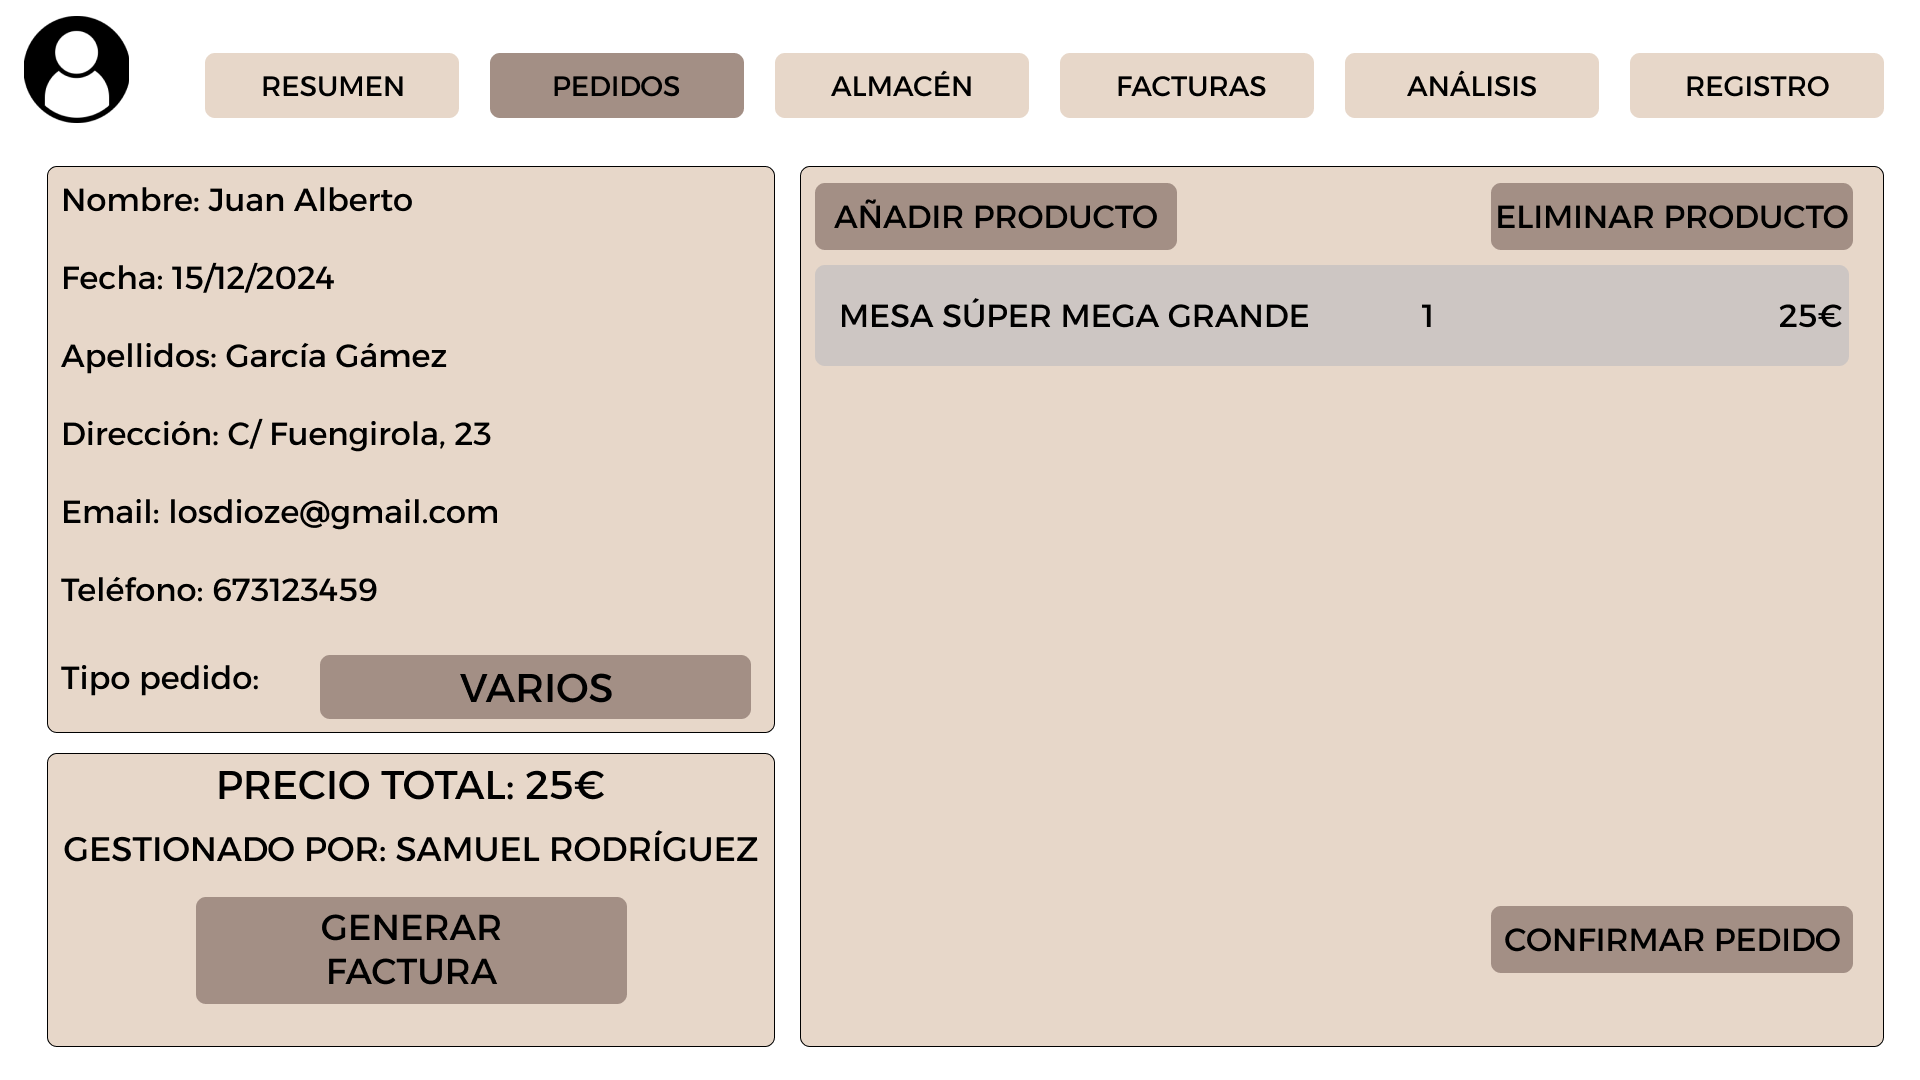 RESUMEN
PEDIDOS
ALMACÉN
FACTURAS
ANÁLISIS
REGISTRO
Nombre: Juan Alberto
Fecha: 15/12/2024
Apellidos: García Gámez
Dirección: C/ Fuengirola, 23
Email: losdioze@gmail.com
Teléfono: 673123459
Tipo pedido:
VARIOS
PRECIO TOTAL: 25€
GESTIONADO POR: SAMUEL RODRÍGUEZ
GENERAR
FACTURA
AÑADIR PRODUCTO
ELIMINAR PRODUCTO
MESA SÚPER MEGA GRANDE 1 25€
CONFIRMAR PEDIDO